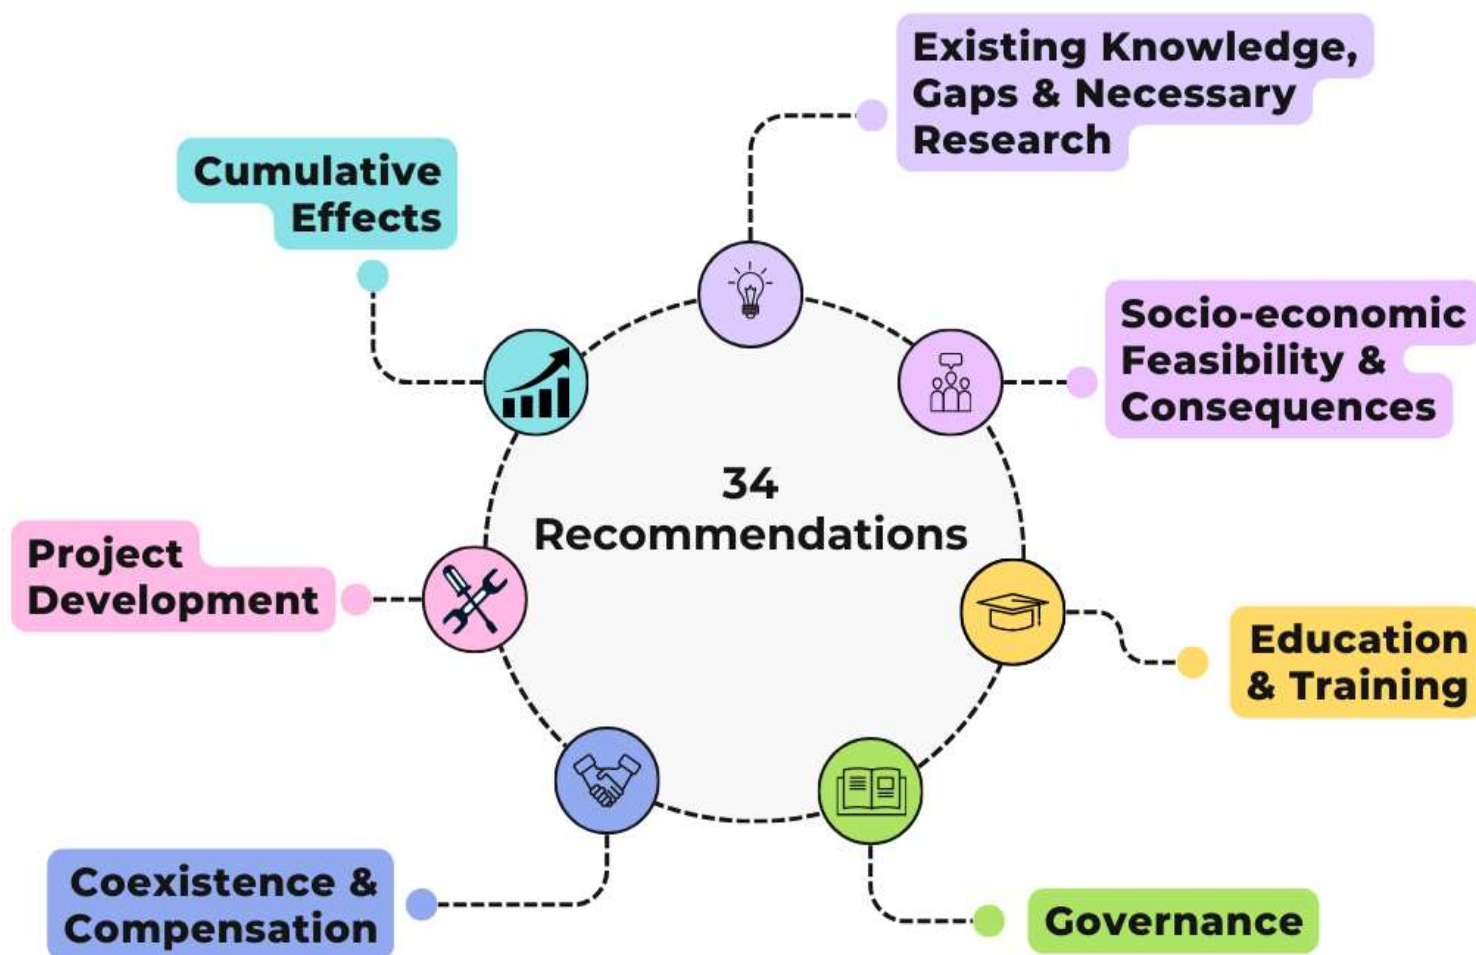 Existing Knowledge,
Gaps & Necessary
Research
Cumulative
Effects
Socio-economic
Feasibility &
Consequences
34
Recommendations
Project
Development
Education
& Training
Coexistence &
Compensation
Governance